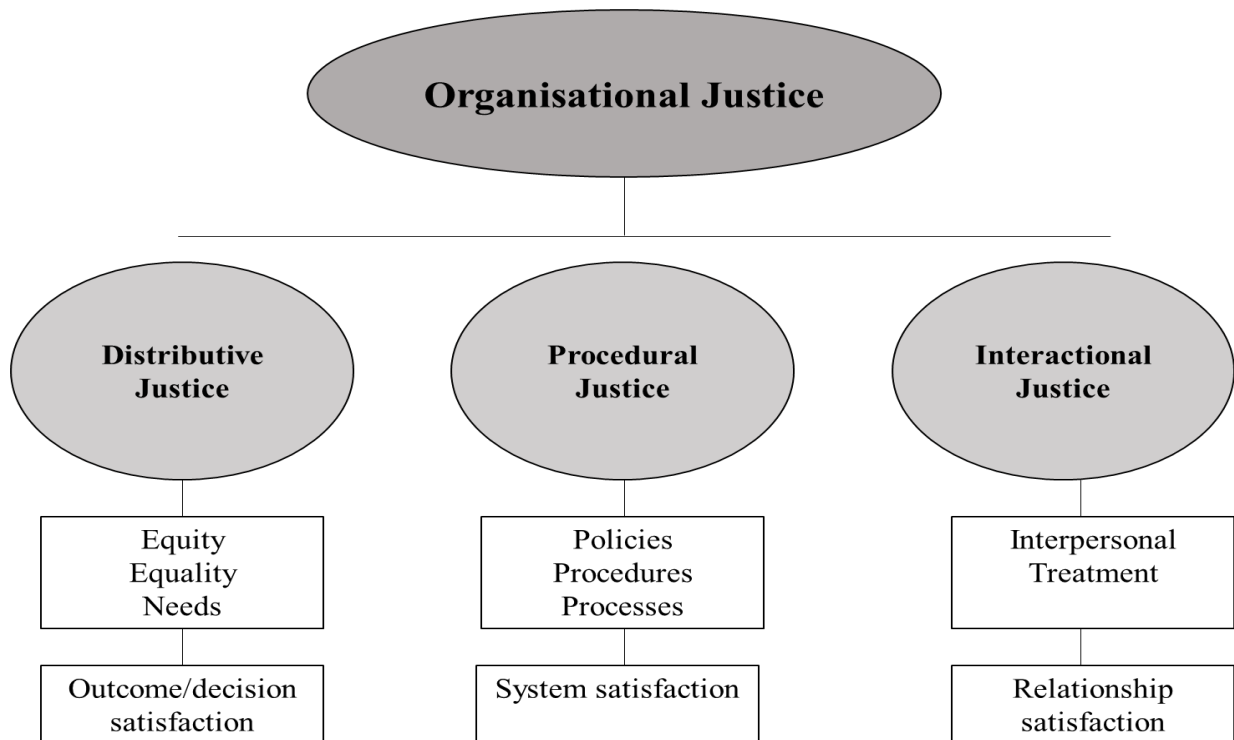 Organisational Justice
Distributive
Justice
Procedural
Justice
Interactional
Justice
Equity
Equality
Needs
Policies
Procedures
Processes
Interpersonal
Treatment
Outcome/decision
satisfaction
System satisfaction
Relationship
satisfaction